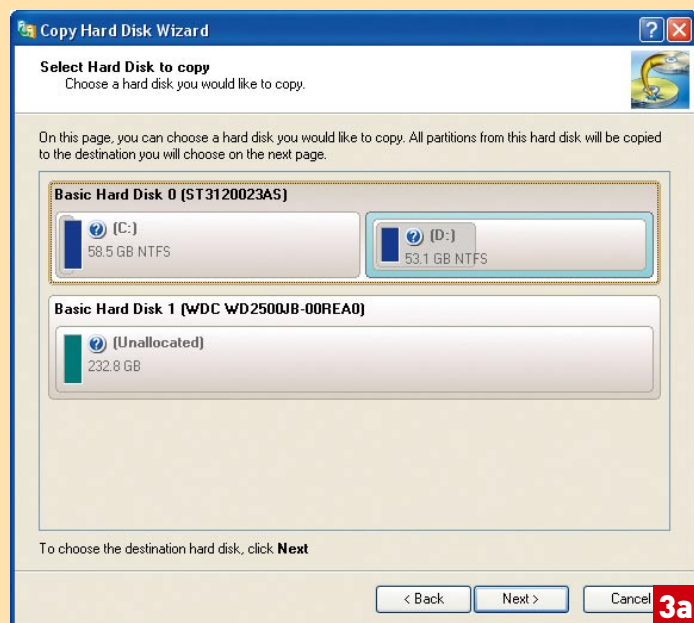 Copy Hard Disk Wizard
Select Hard Disk to copy
Choose a hard disk you would like to copy.
On this page, you can choose a hard disk you would like to copy. All partitions from this hard disk will be copied
to the destination you will choose on the next page.
Basic Hard Disk 0 (ST3120023AS)
(C:)
58.5 GB NTFS
(D:)
53.1 GB NTFS
Basic Hard Disk 1 (WDC WD2500JB-00REA0)
(Unallocated)
232.8 GB
To choose the destination hard disk, click Next
< Back Next > Cancel
3a